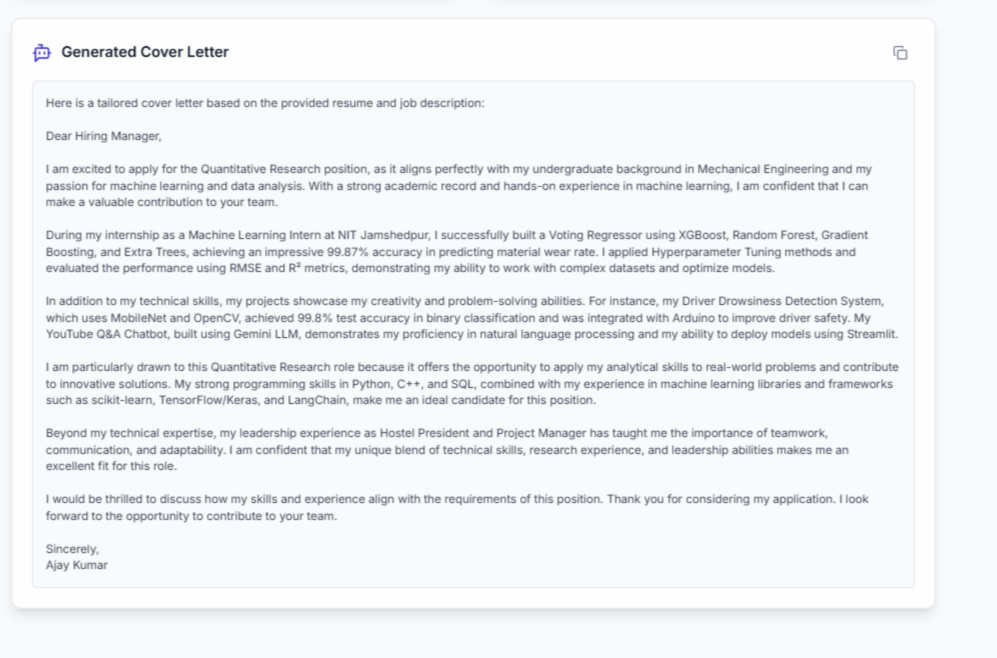 Generated Cover Letter
Here is a tailored cover letter based on the provided resume and job description:
Dear Hiring Manager,
I am excited to apply for the Quantitative Research position, as it aligns perfectly with my undergraduate background in Mechanical Engineering and my
passion for machine learning and data analysis. With a strong academic record and hands-on experience in machine learning, I am confident that I can
make a valuable contribution to your team.
During my internship as a Machine Learning Intern at NIT Jamshedpur, I successfully built a Voting Regressor using XGBoost, Random Forest, Gradient
Boosting, and Extra Trees, achieving an impressive 99.87% accuracy in predicting material wear rate. I applied Hyperparameter Tuning methods and
evaluated the performance using RMSE and R² metrics, demonstrating my ability to work with complex datasets and optimize models.
In addition to my technical skills, my projects showcase my creativity and problem-solving abilities. For instance, my Driver Drowsiness Detection System,
which uses MobileNet and OpenCV, achieved 99.8% test accuracy in binary classification and was integrated with Arduino to improve driver safety. My
YouTube Q&A Chatbot, built using Gemini LLM, demonstrates my proficiency in natural language processing and my ability to deploy models using Streamlit.
I am particularly drawn to this Quantitative Research role because it offers the opportunity to apply my analytical skills to real-world problems and contribute
to innovative solutions. My strong programming skills in Python, C++, and SQL, combined with my experience in machine learning libraries and frameworks
such as scikit-learn, TensorFlow/Keras, and LangChain, make me an ideal candidate for this position.
Beyond my technical expertise, my leadership experience as Hostel President and Project Manager has taught me the importance of teamwork,
communication, and adaptability. I am confident that my unique blend of technical skills, research experience, and leadership abilities makes me an
excellent fit for this role.
I would be thrilled to discuss how my skills and experience align with the requirements of this position. Thank you for considering my application. I look
forward to the opportunity to contribute to your team.
Sincerely,
Ajay Kumar